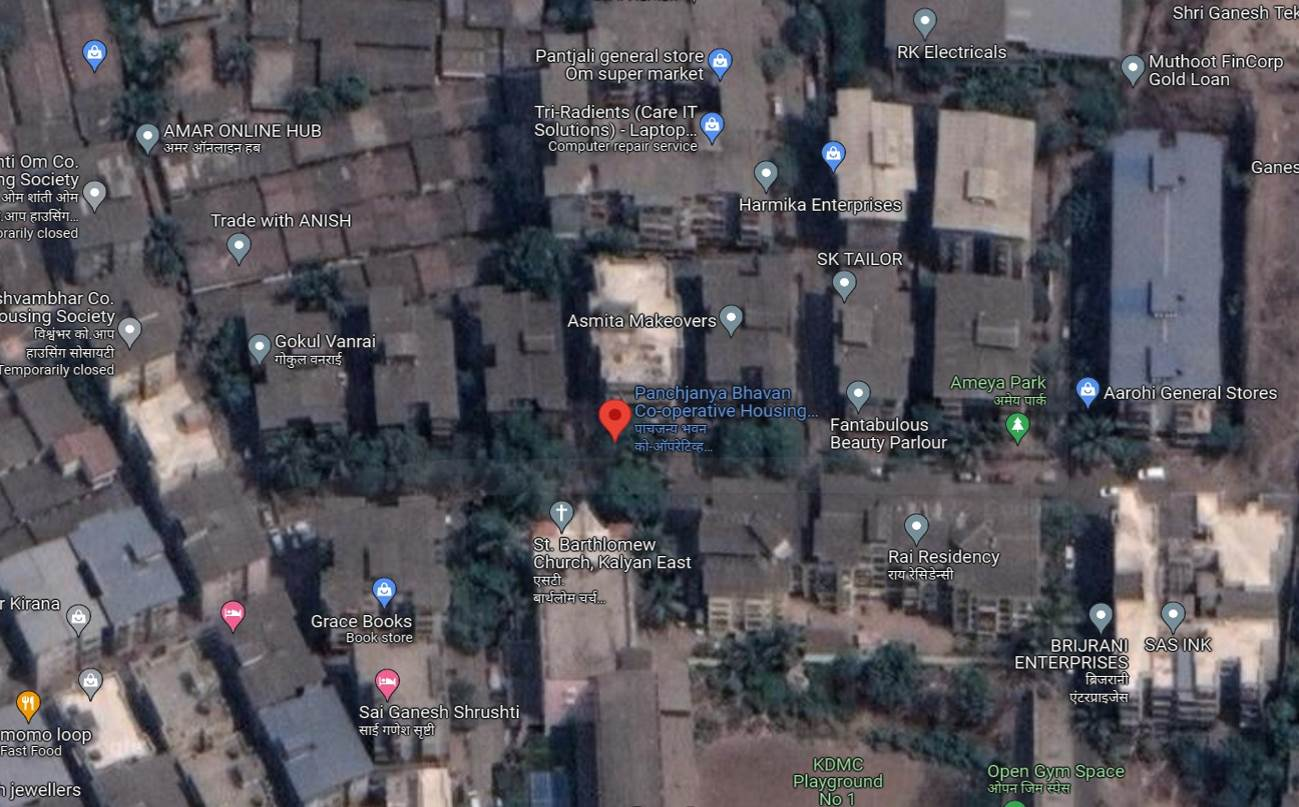 Shri Ganesh Tek
Pantjali general store
Om super market
RK Electricals
Muthoot FinCorp
Gold Loan
Tri-Radients (Care IT
Solutions) - Laptop...
Computer repair service
AMAR ONLINE HUB
अमर ऑनलाइन हब
nti Om Co.
ng Society
ओम शांती ओम
.आप हाउसिंग...
orarily closed
Ganes
Harmika Enterprises
Trade with ANISH
SK TAILOR
shvambhar Co.
ousing Society
विश्वंभर को.आप
हाउसिंग सोसायटी
Temporarily closed
Asmita Makeovers
Gokul Vanrai
गोकुल वनराई
Panchjanya Bhavan
Co-operative Housing...
पांचजन्य भवन
को-ऑपरेटिव्ह...
Ameya Park
अमेय पार्क
Aarohi General Stores
Fantabulous
Beauty Parlour
St. Barthlomew
Church, Kalyan East
एसटी.
बार्थलोम चर्च...
Rai Residency
राय रेसिडेन्सी
r Kirana
Grace Books
Book store
BRIJRANI
ENTERPRISES
ब्रिजरानी
एंटरप्राइजेस
SAS INK
Sai Ganesh Shrushti
साई गणेश सृष्टी
momo loop
Fast Food
KDMC
Playground
No 1
Open Gym Space
ओपन जिम स्पेस
n jewellers